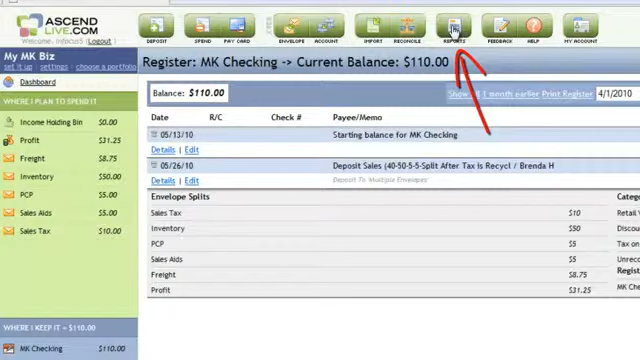 ASCEND
LIVE.COM
Welcome, infocus5 (Logout)
DEPOSIT SPEND PAY CARD ENVELOPE ACCOUNT IMPORT RECONCILE REPORTS FEEDBACK HELP MY ACCOUNT
My MK Biz
set it up settings choose a portfolio
Dashboard
WHERE I PLAN TO SPEND IT
Income Holding Bin $0.00
Profit $31.25
Freight $8.75
Inventory $50.00
PCP $5.00
Sales Aids $5.00
Sales Tax $10.00
WHERE I KEEP IT = $110.00
MK Checking $110.00
Register: MK Checking -> Current Balance: $110.00
Balance: $110.00
Show 1 month earlier Print Register 4/1/2010
Date R/C Check # Payee/Memo
05/13/10 Starting balance for MK Checking
Details | Edit
05/26/10 Deposit Sales (40-50-5-5-Split After Tax is Recycl / Brenda H
Details | Edit Deposit To 'Multiple Envelopes'
Envelope Splits Categ
Sales Tax $10 Retail
Inventory $50 Discou
PCP $5 Tax on
Sales Aids $5 Unrec
Freight $8.75 Regist
Profit $31.25 MK Che